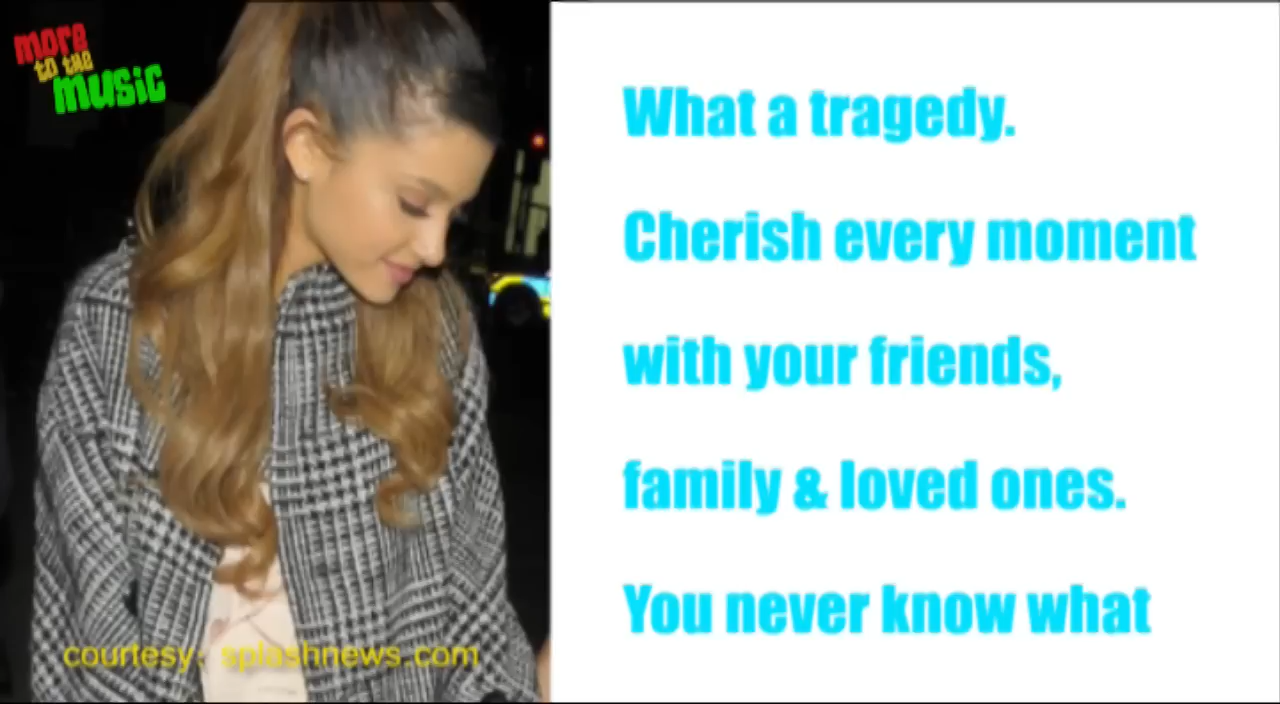 more
to the
music
What a tragedy.
Cherish every moment
with your friends,
family & loved ones.
You never know what
courtesy: splashnews.com